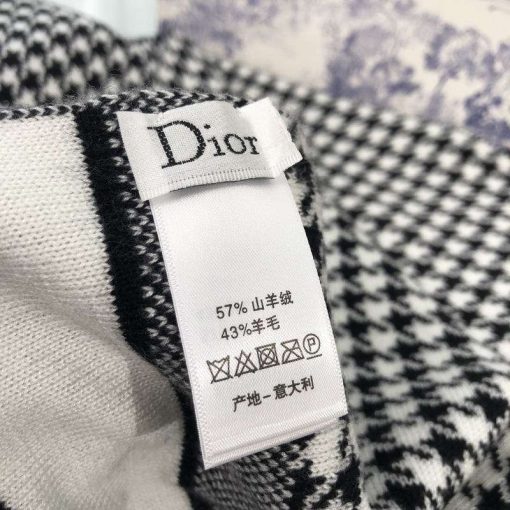 Dior
57% 山羊绒
43%羊毛
P
产地-意大利